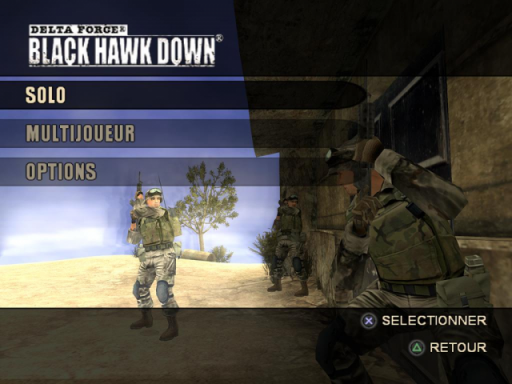 DELTA FORCE®
BLACK HAWK DOWN®
SOLO
MULTIJOUEUR
OPTIONS
SELECTIONNER
RETOUR